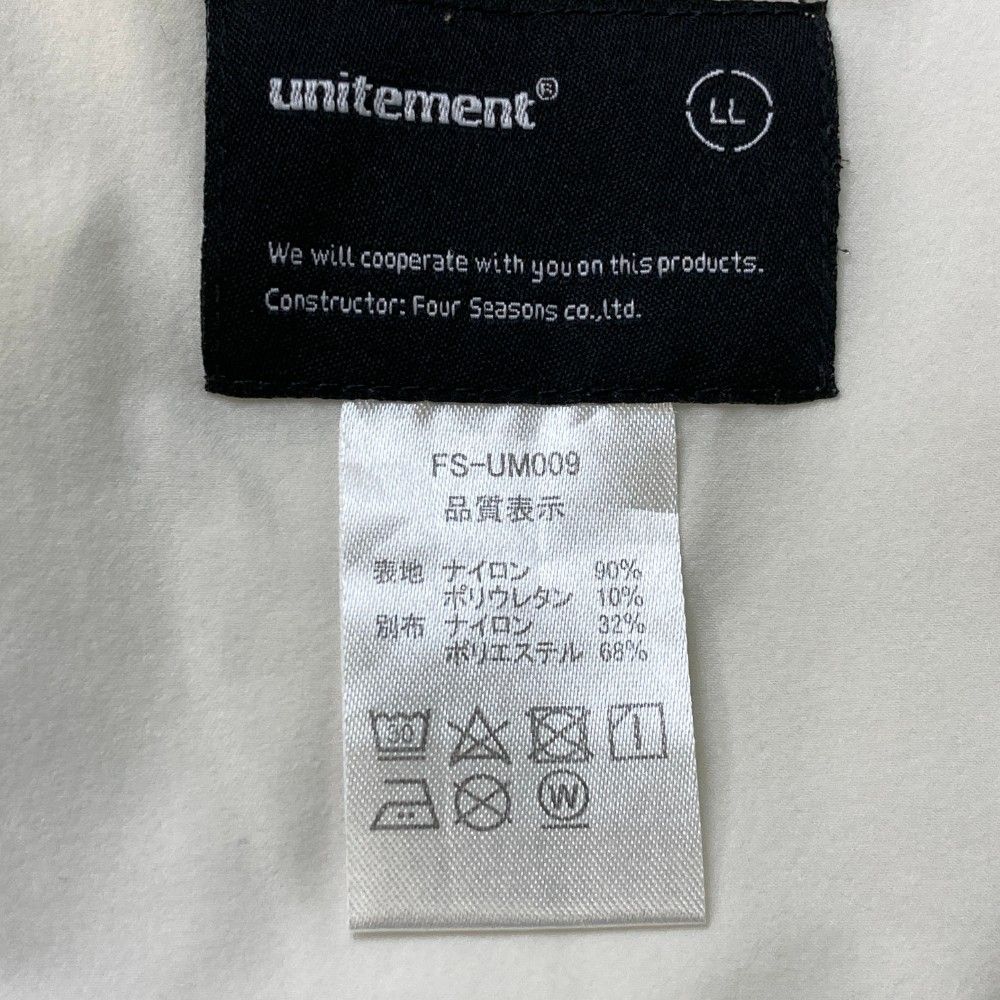 unitement®
LL
We will cooperate with you on this products.
Constructor: Four Seasons co.,ltd.
FS-UM009
品質表示
表地 ナイロン 90%
ポリウレタン 10%
別布 ナイロン 32%
ポリエステル 68%
30
W